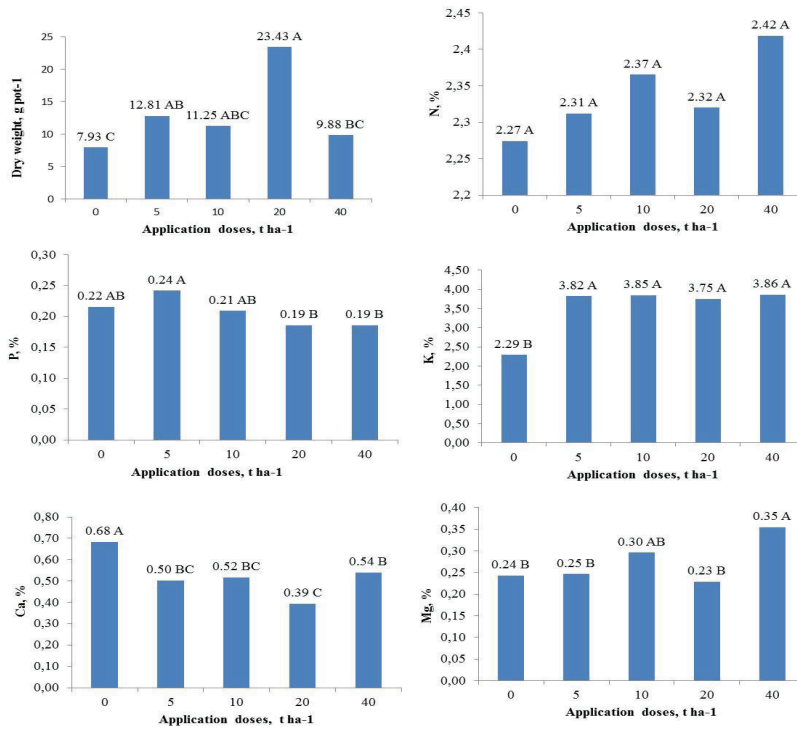 Dry weight, g pot-1
25
20
15
10
5
0
7.93 C
12.81 AB
11.25 ABC
23.43 A
9.88 BC
0 5 10 20 40
Application doses, t ha-1
N, %
2,45
2,4
2,35
2,3
2,25
2,2
2.27 A
2.31 A
2.37 A
2.32 A
2.42 A
0 5 10 20 40
Application doses, t ha-1
P, %
0,30
0,25
0,20
0,15
0,10
0,05
0,00
0.22 AB
0.24 A
0.21 AB
0.19 B
0.19 B
0 5 10 20 40
Application doses, t ha-1
K, %
4,50
4,00
3,50
3,00
2,50
2,00
1,50
1,00
0,50
0,00
2.29 B
3.82 A
3.85 A
3.75 A
3.86 A
0 5 10 20 40
Application doses, t ha-1
Ca, %
0,80
0,70
0,60
0,50
0,40
0,30
0,20
0,10
0,00
0.68 A
0.50 BC
0.52 BC
0.39 C
0.54 B
0 5 10 20 40
Application doses, t ha-1
Mg, %
0,40
0,35
0,30
0,25
0,20
0,15
0,10
0,05
0,00
0.24 B
0.25 B
0.30 AB
0.23 B
0.35 A
0 5 10 20 40
Application doses, t ha-1